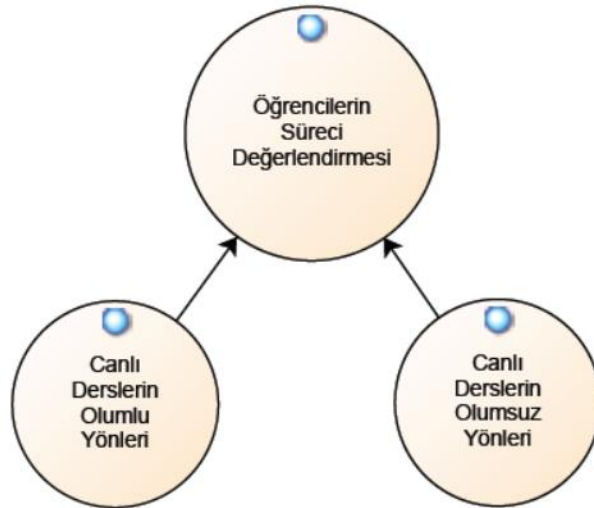 Öğrencilerin
Süreci
Değerlendirmesi
Canlı
Derslerin
Olumlu
Yönleri
Canlı
Derslerin
Olumsuz
Yönleri